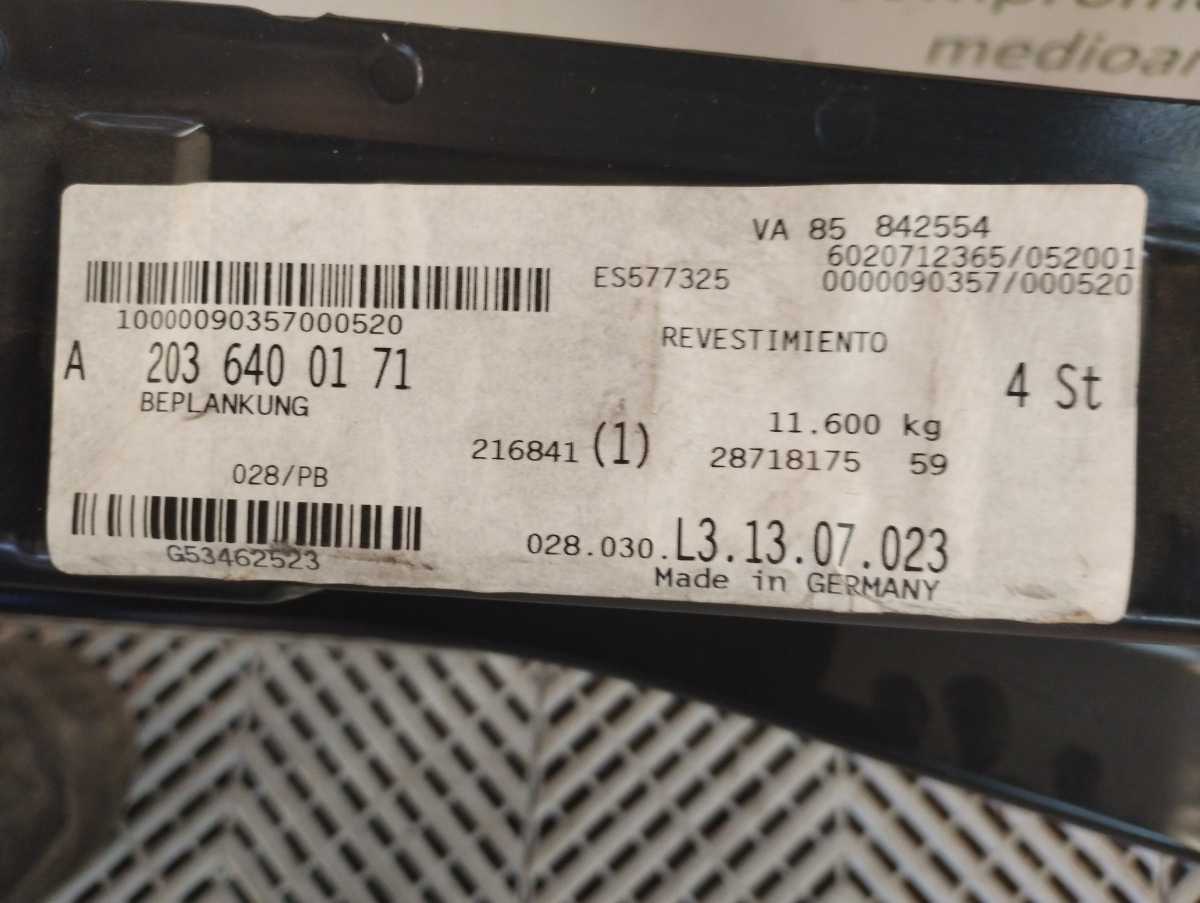 medioa
VA 85 842554
6020712365/052001
ES577325 0000090357/000520
10000090357000520
REVESTIMIENTO
A 203 640 01 71
4 St
BEPLANKUNG
11.600 kg
216841 (1) 28718175 59
028/PB
028.030.L3.13.07.023
G53462523
Made in GERMANY